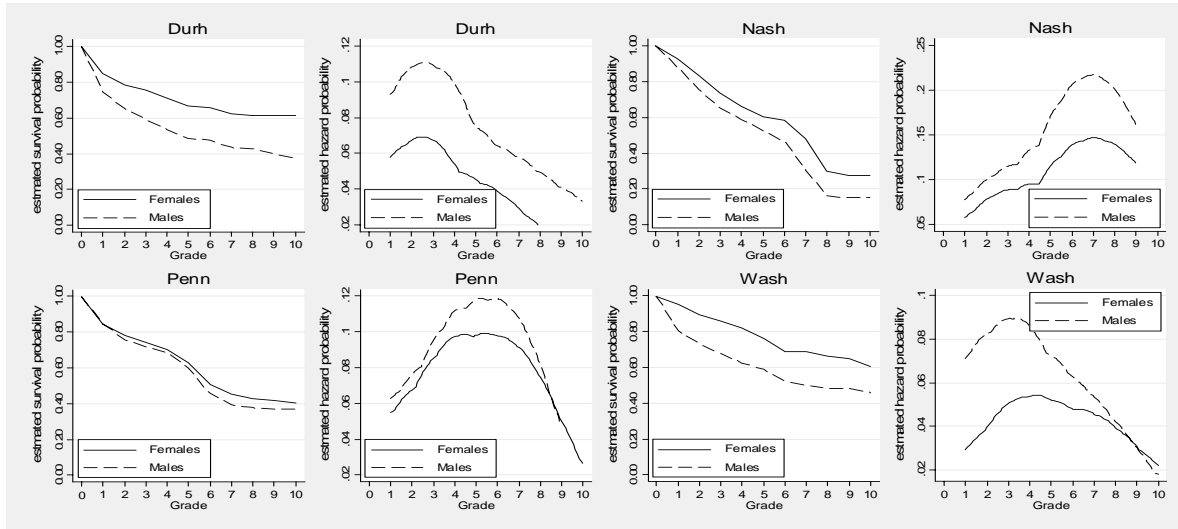 Durh
estimated survival probability
1.00
0.80
0.60
0.40
0.20
0.00
Females
Males
0 1 2 3 4 5 6 7 8 9 10
Grade
Durh
estimated hazard probability
.12
.1
.08
.06
.04
.02
Females
Males
0 1 2 3 4 5 6 7 8 9 10
Grade
Nash
estimated survival probability
1.00
0.80
0.60
0.40
0.20
0.00
Females
Males
0 1 2 3 4 5 6 7 8 9 10
Grade
Nash
estimated hazard probability
.25
.2
.15
.1
.05
Females
Males
0 1 2 3 4 5 6 7 8 9 10
Grade
Penn
estimated survival probability
1.00
0.80
0.60
0.40
0.20
0.00
Females
Males
0 1 2 3 4 5 6 7 8 9 10
Grade
Penn
estimated hazard probability
.12
.1
.08
.06
.04
.02
Females
Males
0 1 2 3 4 5 6 7 8 9 10
Grade
Wash
estimated survival probability
1.00
0.80
0.60
0.40
0.20
0.00
Females
Males
0 1 2 3 4 5 6 7 8 9 10
Grade
Wash
estimated hazard probability
.1
.08
.06
.04
.02
Females
Males
0 1 2 3 4 5 6 7 8 9 10
Grade